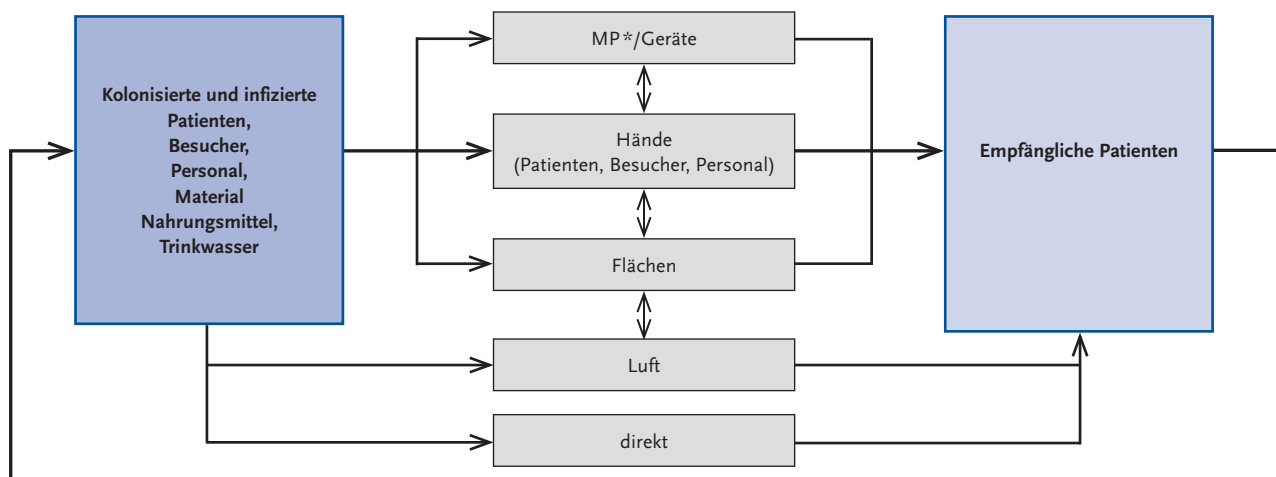 Kolonisierte und infizierte
Patienten,
Besucher,
Personal,
Material
Nahrungsmittel,
Trinkwasser
MP*/Geräte
Hände
(Patienten, Besucher, Personal)
Flächen
Luft
direkt
Empfängliche Patienten